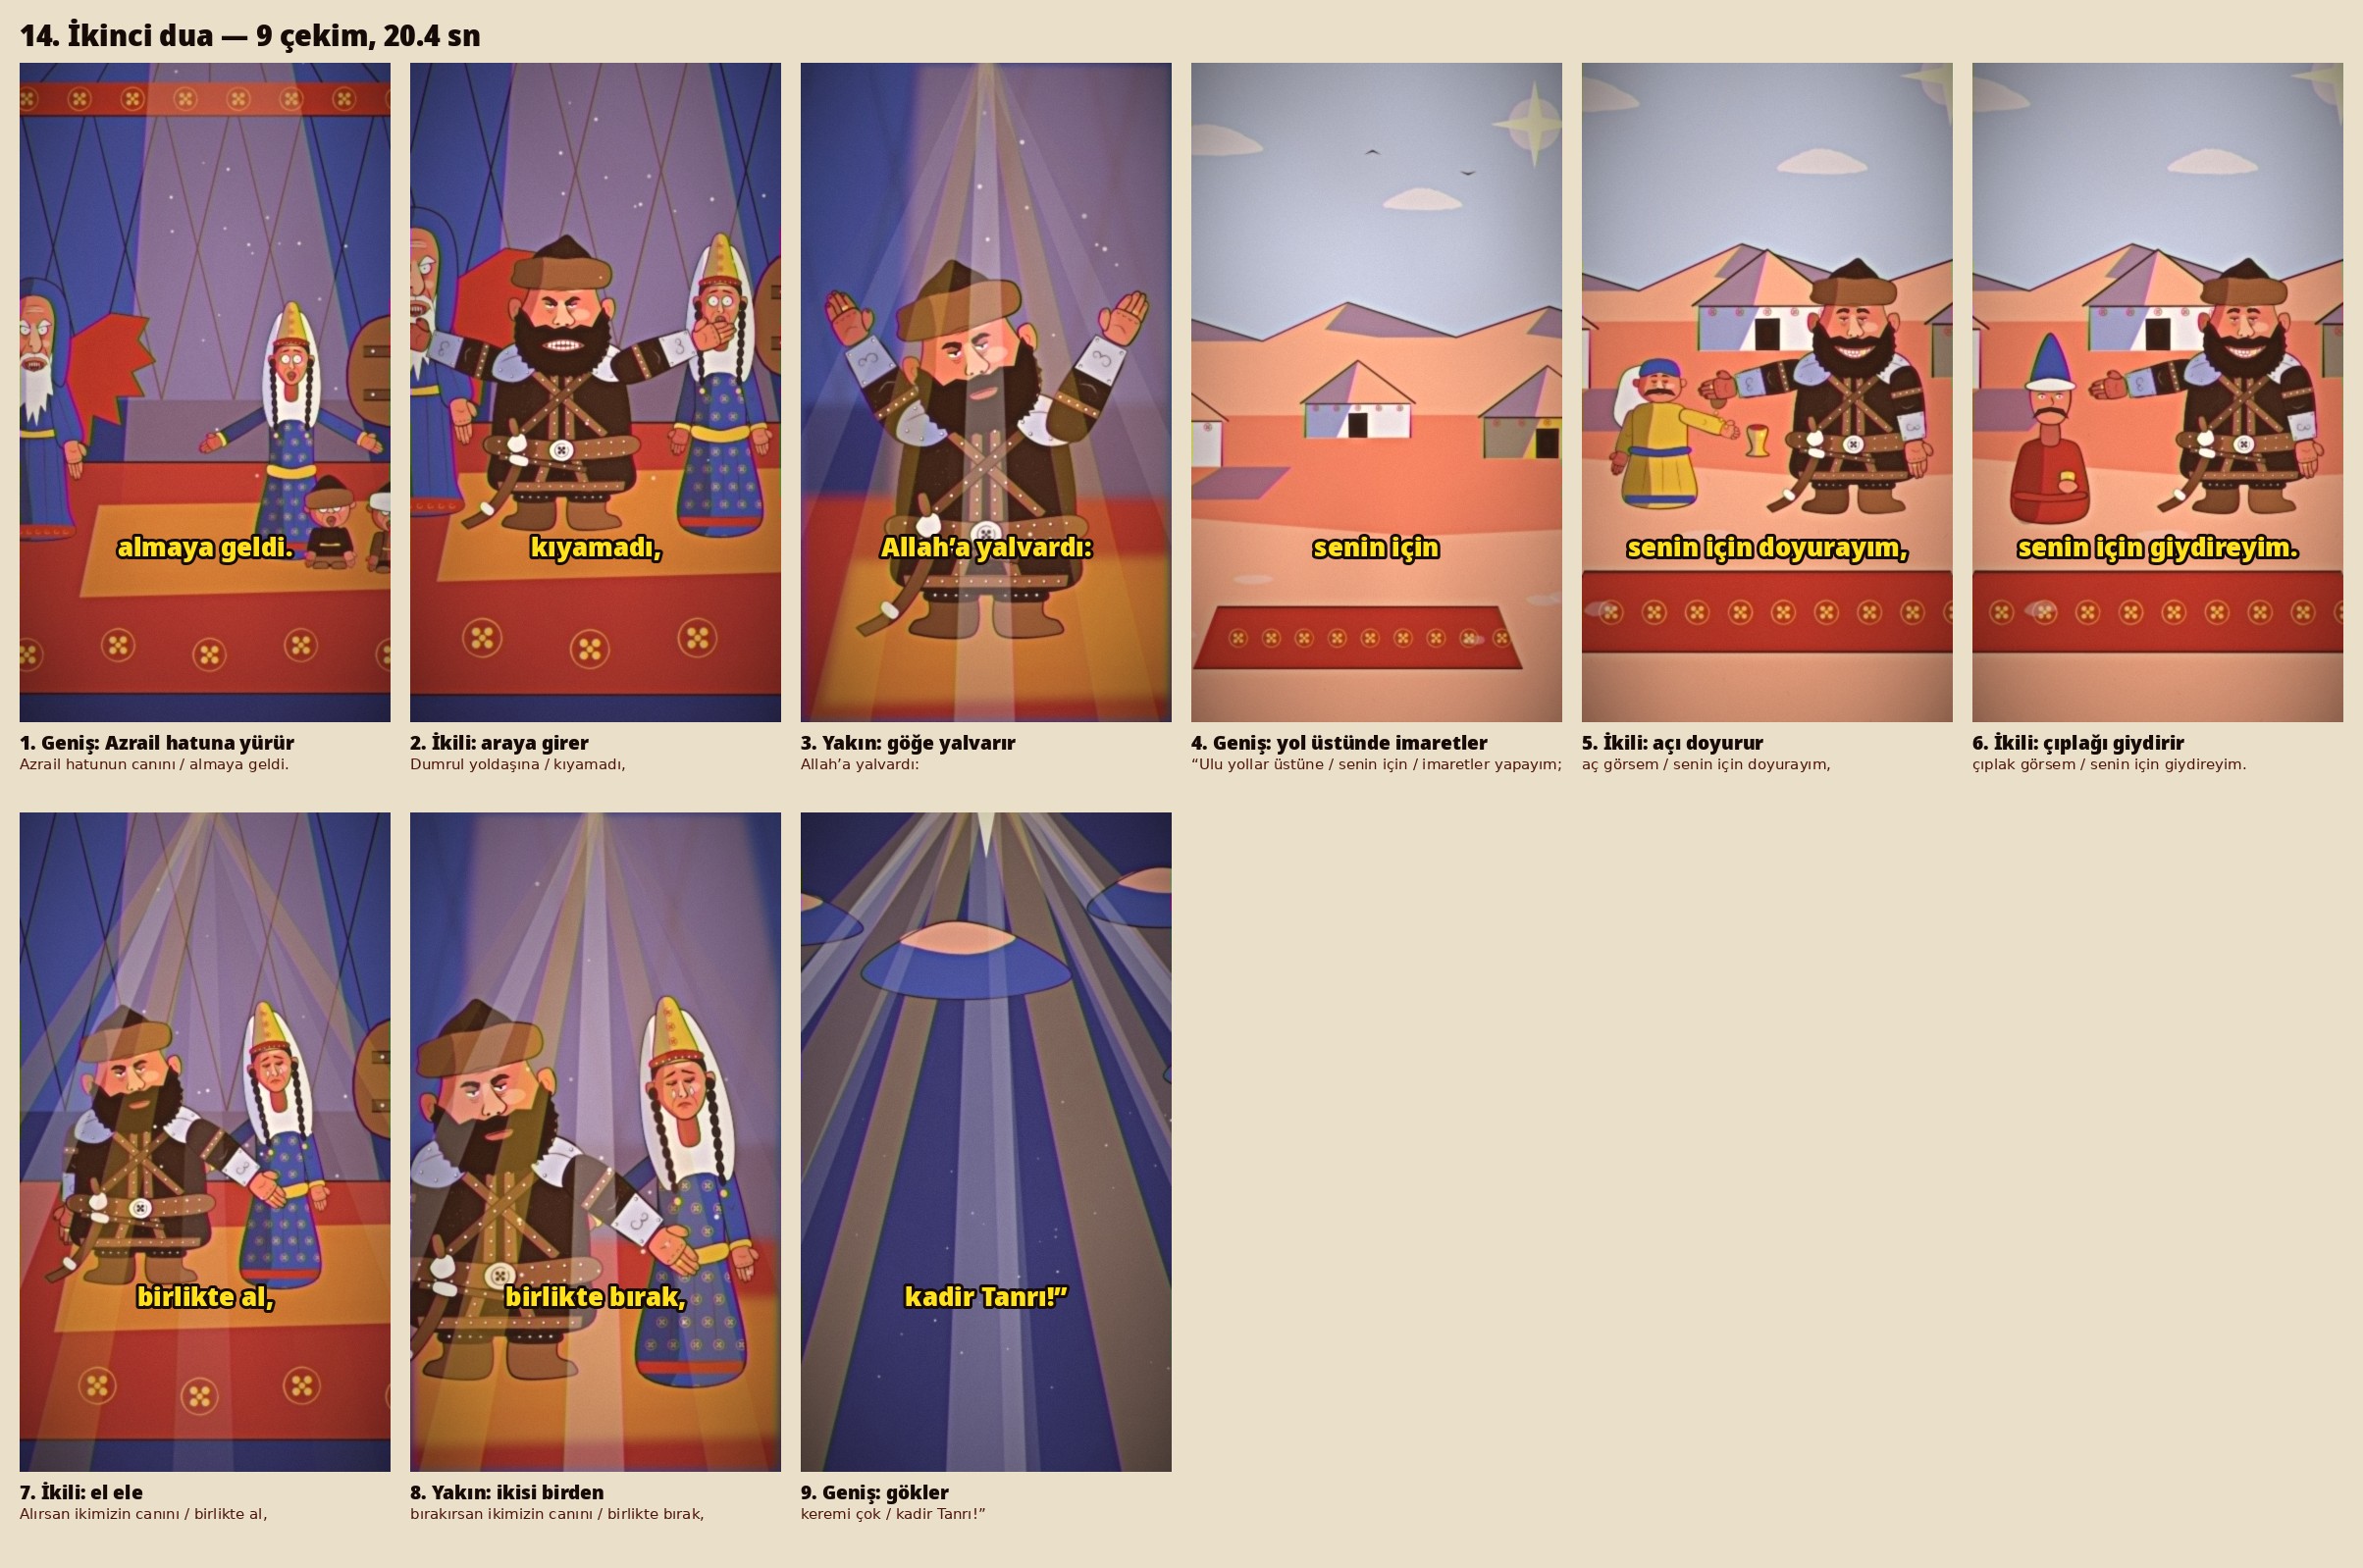 14. İkinci dua — 9 çekim, 20.4 sn
almaya geldi.
kıyamadı,
Allah’a yalvardı:
senin için
senin için doyurayım,
senin için giydireyim.
1. Geniş: Azrail hatuna yürür
Azrail hatunun canını / almaya geldi.
2. İkili: araya girer
Dumrul yoldaşına / kıyamadı,
3. Yakın: göğe yalvarır
Allah’a yalvardı:
4. Geniş: yol üstünde imaretler
“Ulu yollar üstüne / senin için / imaretler yapayım;
5. İkili: açı doyurur
aç görsem / senin için doyurayım,
6. İkili: çıplağı giydirir
çıplak görsem / senin için giydireyim.
birlikte al,
birlikte bırak,
kadir Tanrı!”
7. İkili: el ele
Alırsan ikimizin canını / birlikte al,
8. Yakın: ikisi birden
bırakırsan ikimizin canını / birlikte bırak,
9. Geniş: gökler
keremi çok / kadir Tanrı!”